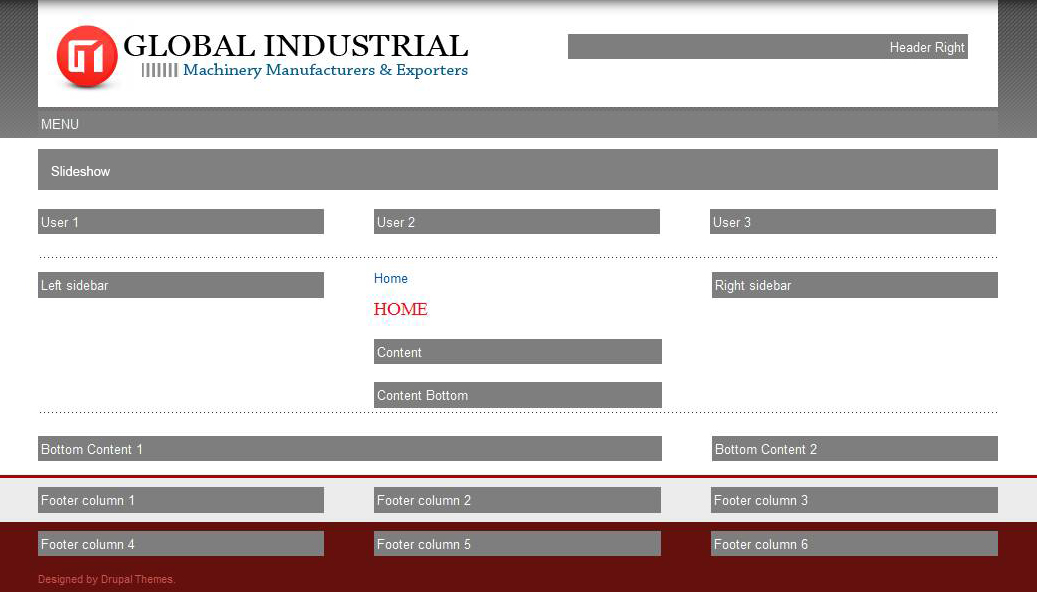 GLOBAL INDUSTRIAL
Machinery Manufacturers & Exporters
Header Right
MENU
Slideshow
User 1
User 2
User 3
Left sidebar
Home
HOME
Right sidebar
Content
Content Bottom
Bottom Content 1
Bottom Content 2
Footer column 1
Footer column 2
Footer column 3
Footer column 4
Footer column 5
Footer column 6
Designed by Drupal Themes.